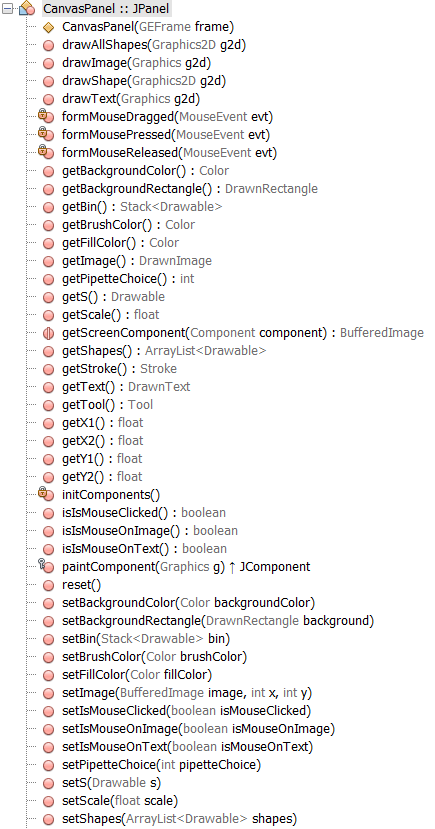 CanvasPanel :: JPanel
CanvasPanel(GEFrame frame)
drawAllShapes(Graphics2D g2d)
drawImage(Graphics g2d)
drawShape(Graphics2D g2d)
drawText(Graphics g2d)
formMouseDragged(MouseEvent evt)
formMousePressed(MouseEvent evt)
formMouseReleased(MouseEvent evt)
getBackgroundColor() : Color
getBackgroundRectangle() : DrawnRectangle
getBin() : Stack<Drawable>
getBrushColor() : Color
getFillColor() : Color
getImage() : DrawnImage
getPipetteChoice() : int
getS() : Drawable
getScale() : float
getScreenComponent(Component component) : BufferedImage
getShapes() : ArrayList<Drawable>
getStroke() : Stroke
getText() : DrawnText
getTool() : Tool
getX1() : float
getX2() : float
getY1() : float
getY2() : float
initComponents()
isIsMouseClicked() : boolean
isIsMouseOnImage() : boolean
isIsMouseOnText() : boolean
paintComponent(Graphics g) ↑ JComponent
reset()
setBackgroundColor(Color backgroundColor)
setBackgroundRectangle(DrawnRectangle background)
setBin(Stack<Drawable> bin)
setBrushColor(Color brushColor)
setFillColor(Color fillColor)
setImage(BufferedImage image, int x, int y)
setIsMouseClicked(boolean isMouseClicked)
setIsMouseOnImage(boolean isMouseOnImage)
setIsMouseOnText(boolean isMouseOnText)
setPipetteChoice(int pipetteChoice)
setS(Drawable s)
setScale(float scale)
setShapes(ArrayList<Drawable> shapes)